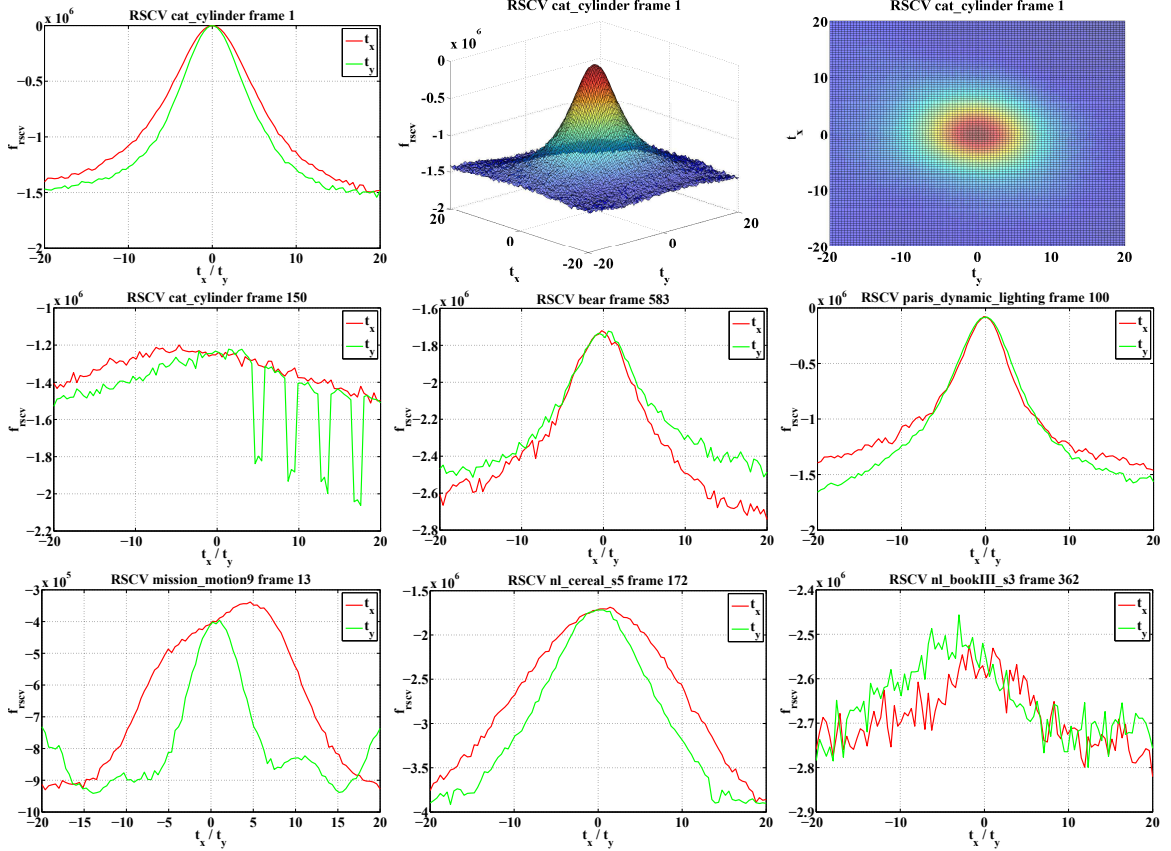 RSCV cat_cylinder frame 1
x 10^6
t_x
t_y
0
−0.5
−1
−1.5
−2
f_rscv
−20 −10 0 10 20
t_x / t_y
RSCV cat_cylinder frame 1
x 10^6
0
-0.5
-1
-1.5
-2
f_rscv
20 0 -20
-20 0 20
t_x
t_y
RSCV cat_cylinder frame 1
20
10
0
-10
-20
t_x
-20 -10 0 10 20
t_y
RSCV cat_cylinder frame 150
x 10^6
t_x
t_y
−1
−1.2
−1.4
−1.6
−1.8
−2
−2.2
f_rscv
−20 −10 0 10 20
t_x / t_y
RSCV bear frame 583
x 10^6
t_x
t_y
−1.6
−1.8
−2
−2.2
−2.4
−2.6
−2.8
f_rscv
−20 −10 0 10 20
t_x / t_y
RSCV paris_dynamic_lighting frame 100
x 10^6
t_x
t_y
0
−0.5
−1
−1.5
−2
f_rscv
−20 −10 0 10 20
t_x / t_y
RSCV mission_motion9 frame 13
x 10^5
t_x
t_y
−3
−4
−5
−6
−7
−8
−9
−10
f_rscv
−20 −15 −10 −5 0 5 10 15 20
t_x / t_y
RSCV nl_cereal_s5 frame 172
x 10^6
t_x
t_y
−1.5
−2
−2.5
−3
−3.5
−4
f_rscv
−20 −10 0 10 20
t_x / t_y
RSCV nl_bookIII_s3 frame 362
x 10^6
t_x
t_y
−2.4
−2.5
−2.6
−2.7
−2.8
−2.9
f_rscv
−20 −10 0 10 20
t_x / t_y